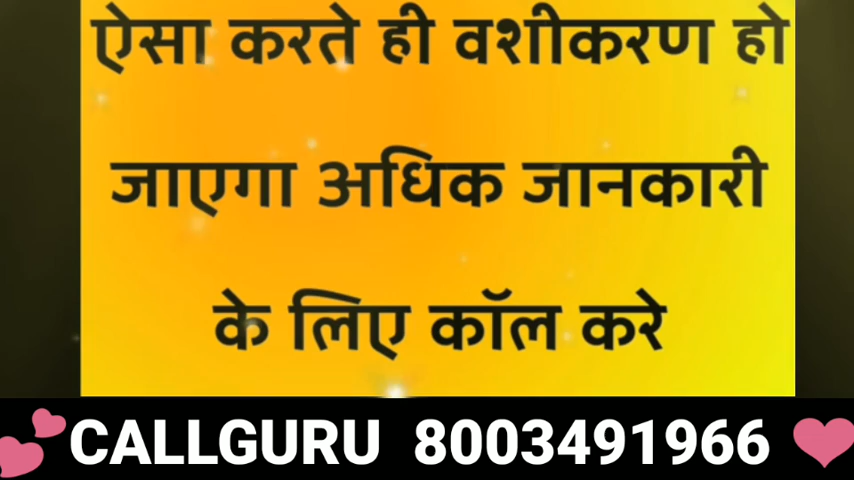 ऐसा करते ही वशीकरण हो
जाएगा अधिक जानकारी
के लिए कॉल करे
CALLGURU 8003491966